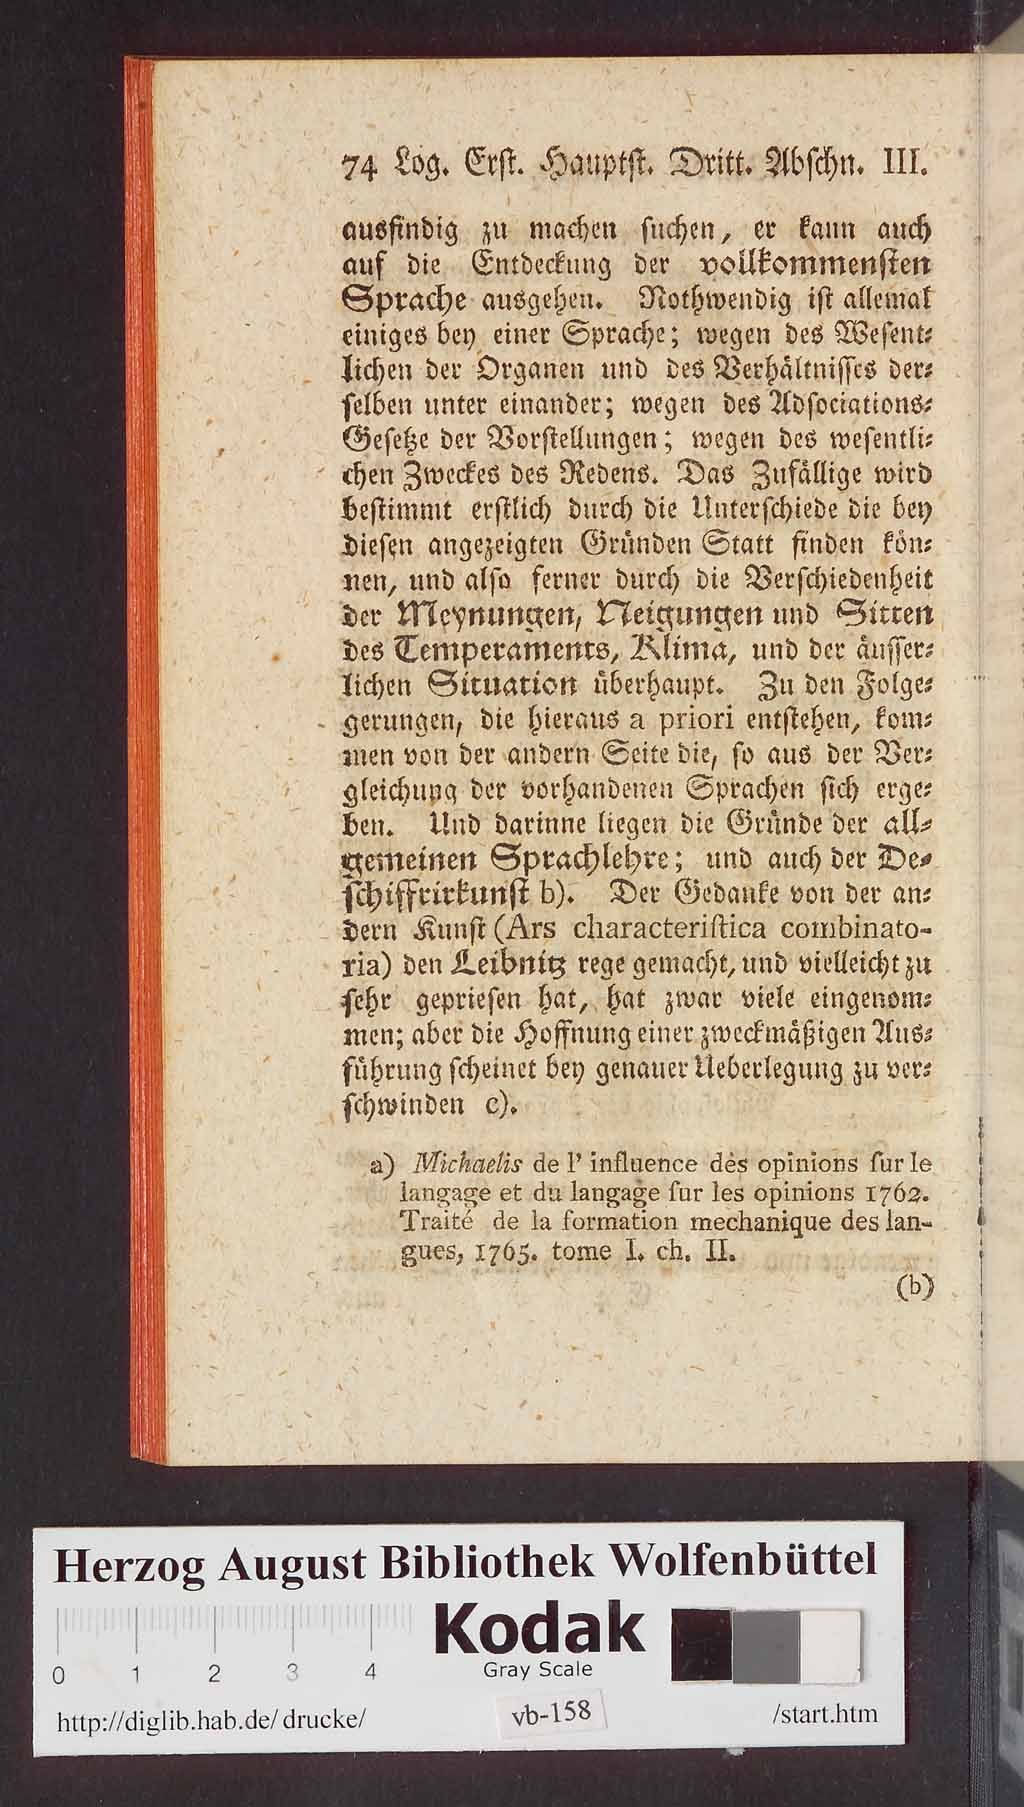 74 Log. Erst. Hauptst. Dritt. Abschn. III.
ausfindig zu machen suchen, er kann auch
auf die Entdeckung der vollkommensten
Sprache ausgehen. Nothwendig ist allemal
einiges bey einer Sprache; wegen des Wesent-
lichen der Organen und des Verhältnisses der-
selben unter einander; wegen des Adsociations-
Gesetze der Vorstellungen; wegen des wesentli-
chen Zweckes des Redens. Das Zufällige wird
bestimmt erstlich durch die Unterschiede die bey
diesen angezeigten Gründen Statt finden kön-
nen, und also ferner durch die Verschiedenheit
der Meynungen, Neigungen und Sitten
des Temperaments, Klima, und der äusser-
lichen Situation überhaupt. Zu den Folge-
gerungen, die hieraus a priori entstehen, kom-
men von der andern Seite die, so aus der Ver-
gleichung der vorhandenen Sprachen sich erge-
ben. Und darinne liegen die Gründe der all-
gemeinen Sprachlehre; und auch der De-
schiffrirkunst b). Der Gedanke von der an-
dern Kunst (Ars characteriſtica combinato-
ria) den Leibnitz rege gemacht, und vielleicht zu
sehr gepriesen hat, hat zwar viele eingenom-
men; aber die Hoffnung einer zweckmäßigen Aus-
führung scheinet bey genauer Ueberlegung zu ver-
schwinden c).
a) Michaelis de l' influence dés opinions ſur le
langage et du langage ſur les opinions 1762.
Traité de la formation mechanique des lan-
gues, 1765. tome I. ch. II.
(b)
Herzog August Bibliothek Wolfenbüttel
Kodak
Gray Scale
0 1 2 3 4
http://diglib.hab.de/drucke/ vb-158 /start.htm